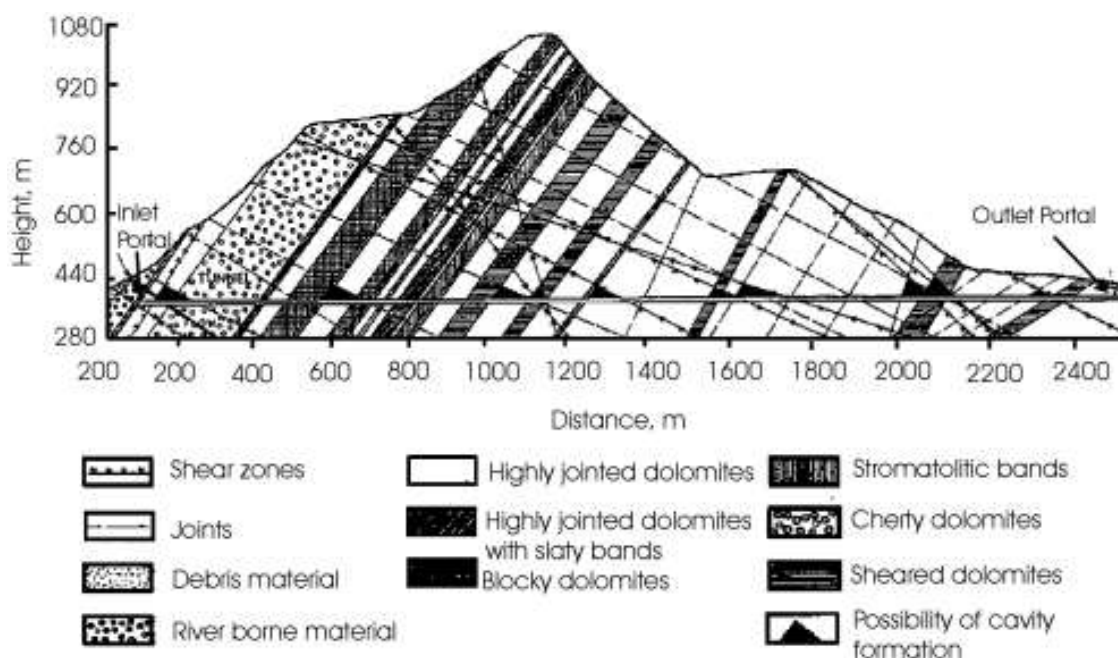 1080
920
760
600
440
280
Height, m
Inlet
Portal
TUNNEL
Outlet Portal
200 200 400 600 800 1000 1200 1400 1600 1800 2000 2200 2400
Distance, m
Shear zones
Joints
Debris material
River borne material
Highly jointed dolomites
Highly jointed dolomites
with slaty bands
Blocky dolomites
Stromatolitic bands
Cherty dolomites
Sheared dolomites
Possibility of cavity
formation